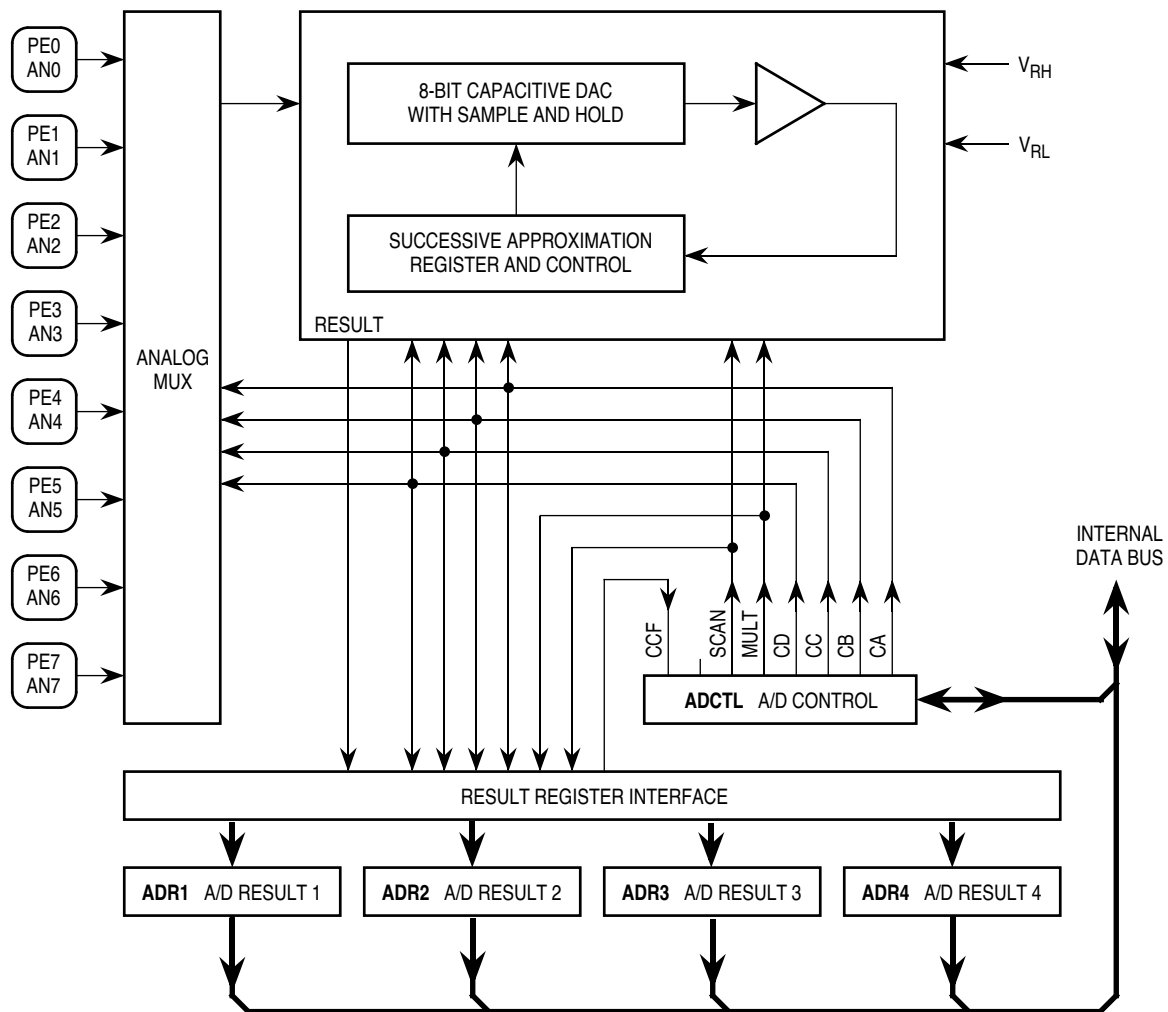 PE0
AN0
PE1
AN1
PE2
AN2
PE3
AN3
PE4
AN4
PE5
AN5
PE6
AN6
PE7
AN7
ANALOG
MUX
8-BIT CAPACITIVE DAC
WITH SAMPLE AND HOLD
SUCCESSIVE APPROXIMATION
REGISTER AND CONTROL
RESULT
VRH
VRL
INTERNAL
DATA BUS
CCF
SCAN
MULT
CD
CC
CB
CA
ADCTL A/D CONTROL
RESULT REGISTER INTERFACE
ADR1 A/D RESULT 1
ADR2 A/D RESULT 2
ADR3 A/D RESULT 3
ADR4 A/D RESULT 4